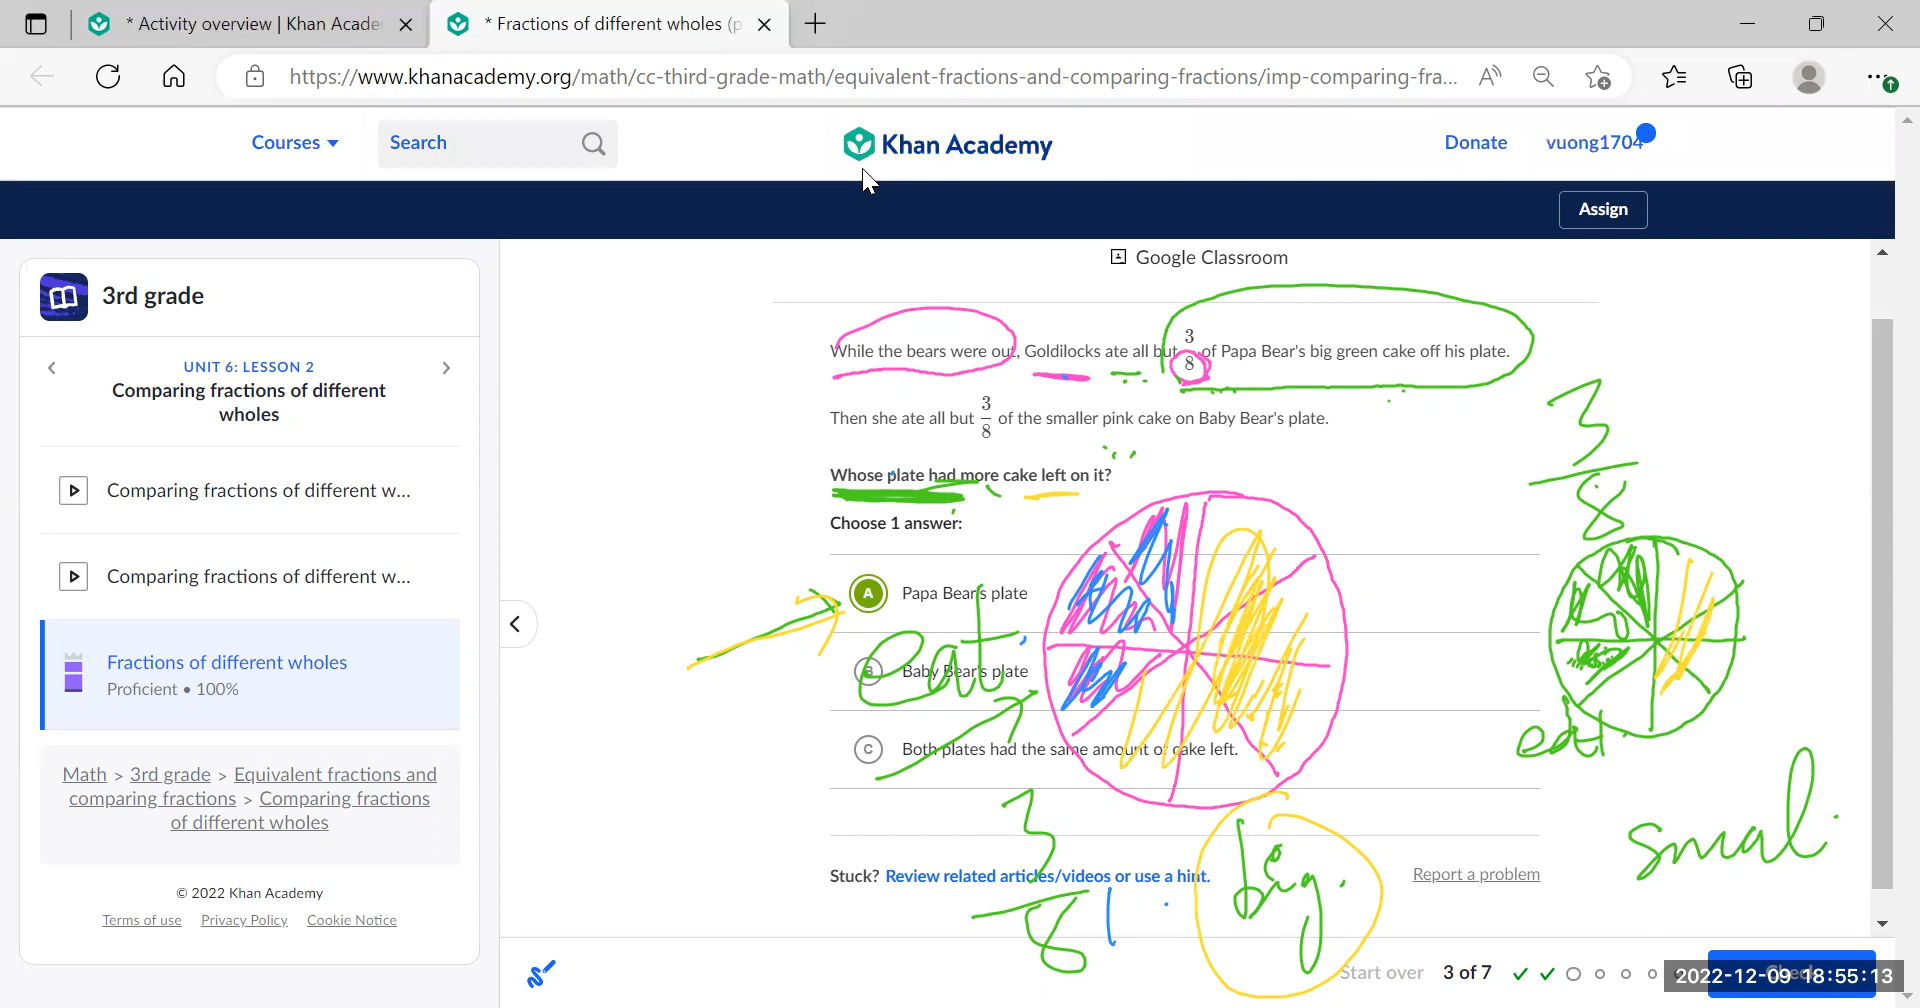 * Activity overview | Khan Acade
* Fractions of different wholes (p
https://www.khanacademy.org/math/cc-third-grade-math/equivalent-fractions-and-comparing-fractions/imp-comparing-fra...
Courses
Search
Khan Academy
Donate
vuong1704
Assign
3rd grade
UNIT 6: LESSON 2
Comparing fractions of different
wholes
Comparing fractions of different w...
Comparing fractions of different w...
Fractions of different wholes
Proficient • 100%
Math > 3rd grade > Equivalent fractions and
comparing fractions > Comparing fractions
of different wholes
© 2022 Khan Academy
Terms of use Privacy Policy Cookie Notice
Google Classroom
While the bears were out, Goldilocks ate all but 3/8 of Papa Bear's big green cake off his plate.
Then she ate all but 3/8 of the smaller pink cake on Baby Bear's plate.
Whose plate had more cake left on it?
Choose 1 answer:
A Papa Bear's plate
B Baby Bear's plate
C Both plates had the same amount of cake left.
eat
3/8
big.
3/8
eat
smal
Stuck? Review related articles/videos or use a hint.
Report a problem
Start over
3 of 7
2022-12-09 18:55:13